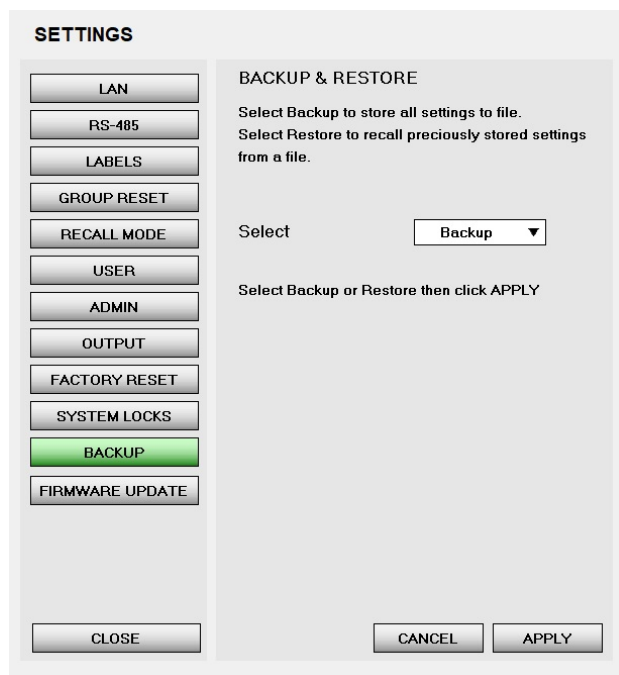 SETTINGS
LAN
RS-485
LABELS
GROUP RESET
RECALL MODE
USER
ADMIN
OUTPUT
FACTORY RESET
SYSTEM LOCKS
BACKUP
FIRMWARE UPDATE
CLOSE
BACKUP & RESTORE
Select Backup to store all settings to file.
Select Restore to recall preciously stored settings
from a file.
Select Backup ▼
Select Backup or Restore then click APPLY
CANCEL APPLY